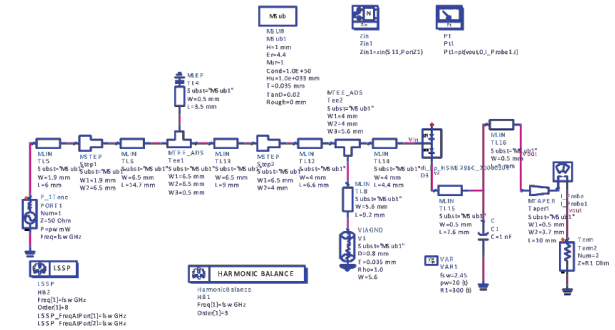 MSub
MSUB
MSub1
H=1 mm
Er=4.4
Mur=1
Cond=1.0E+50
Hu=1.0e+033 mm
T=0.035 mm
TanD=0.02
Rough=0 mm
Zin
Zin
Zin1
Zin1=zin(S11,PortZ1)
Pt
Pt
Pt1
Pt1=pt(vout,0,I_Probe1.i)
MLEF
TL4
Subst="MSub1"
W=0.5 mm
L=3.5 mm
MTEE_ADS
Tee2
Subst="MSub1"
W1=4 mm
W2=4 mm
W3=5.6 mm
MLIN
TL5
Subst="MSub1"
W=1.9 mm
L=6 mm
MSTEP
Step1
Subst="MSub1"
W1=1.9 mm
W2=6.5 mm
MLIN
TL6
Subst="MSub1"
W=6.5 mm
L=14.7 mm
MTEE_ADS
Tee1
Subst="MSub1"
W1=6.5 mm
W2=6.5 mm
W3=0.5 mm
MLIN
TL13
Subst="MSub1"
W=6.5 mm
L=9 mm
MSTEP
Step2
Subst="MSub1"
W1=6.5 mm
W2=4 mm
MLIN
TL12
Subst="MSub1"
W=4 mm
L=6.6 mm
MLIN
TL14
Subst="MSub1"
W=4 mm
L=4.4 mm
Vin
D3
MLIN
TL16
Subst="MSub1"
W=0.5 mm
MLIN
TL8
Subst="MSub1"
W=5.6 mm
L=9.2 mm
MLIN
TL15
Subst="MSub1"
W=0.5 mm
L=7.6 mm
C
C1
C=1 nF
MTAPER
Taper1
Subst="MSub1"
W1=0.5 mm
W2=3.7 mm
L=10 mm
I_Probe
I_Probe1
vout
P_1Tone
PORT1
Num=1
Z=50 Ohm
Freq=fsw GHz
VIAGND
V1
Subst="MSub1"
D=0.8 mm
T=0.035 mm
Rho=1.0
W=5.6
VAR
VAR1
fsw=2.45
pw=20 {t}
R1=300 {t}
Term
Term2
Num=2
Z=R1 Ohm
LSSP
LSSP
HB2
Freq[1]=fsw GHz
Order[1]=8
LSSP_FreqAtPort[1]=fsw GHz
LSSP_FreqAtPort[2]=fsw GHz
HARMONIC BALANCE
HarmonicBalance
HB1
Freq[1]=fsw GHz
Order[1]=3